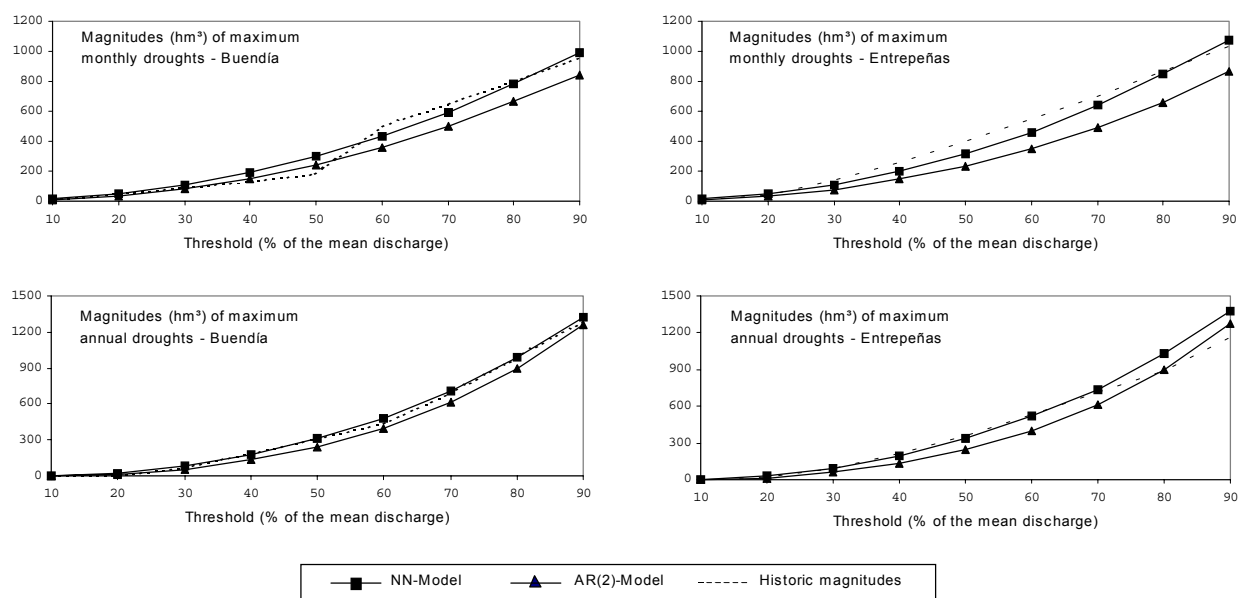 1200
1000
800
600
400
200
0
Magnitudes (hm³) of maximum
monthly droughts - Buendía
10 20 30 40 50 60 70 80 90
Threshold (% of the mean discharge)
1200
1000
800
600
400
200
0
Magnitudes (hm³) of maximum
monthly droughts - Entrepeñas
10 20 30 40 50 60 70 80 90
Threshold (% of the mean discharge)
1500
1200
900
600
300
0
Magnitudes (hm³) of maximum
annual droughts - Buendía
10 20 30 40 50 60 70 80 90
Threshold (% of the mean discharge)
1500
1200
900
600
300
0
Magnitudes (hm³) of maximum
annual droughts - Entrepeñas
10 20 30 40 50 60 70 80 90
Threshold (% of the mean discharge)
NN-Model AR(2)-Model Historic magnitudes